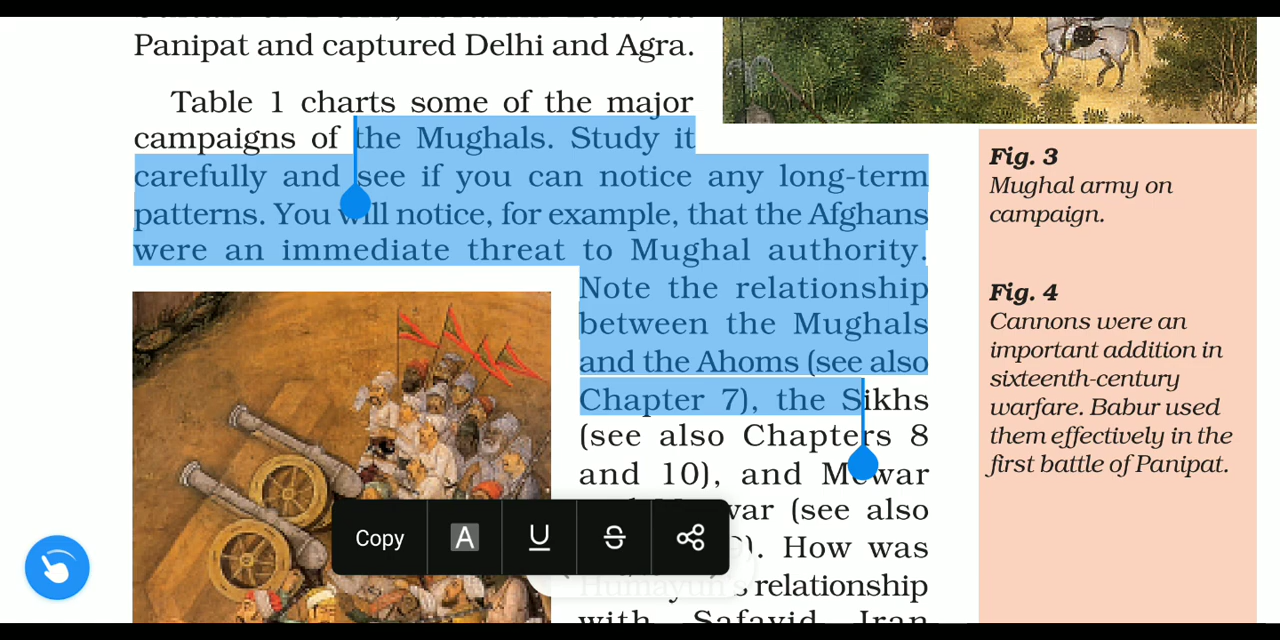 Panipat and captured Delhi and Agra.
Table 1 charts some of the major
campaigns of the Mughals. Study it
carefully and see if you can notice any long-term
patterns. You will notice, for example, that the Afghans
were an immediate threat to Mughal authority.
Note the relationship
between the Mughals
and the Ahoms (see also
Chapter 7), the Sikhs
(see also Chapters 8
and 10), and Mewar
(see also
How was
Humayun's relationship
with Safavid Iran
Fig. 3
Mughal army on
campaign.
Fig. 4
Cannons were an
important addition in
sixteenth-century
warfare. Babur used
them effectively in the
first battle of Panipat.
Copy
A
U
S